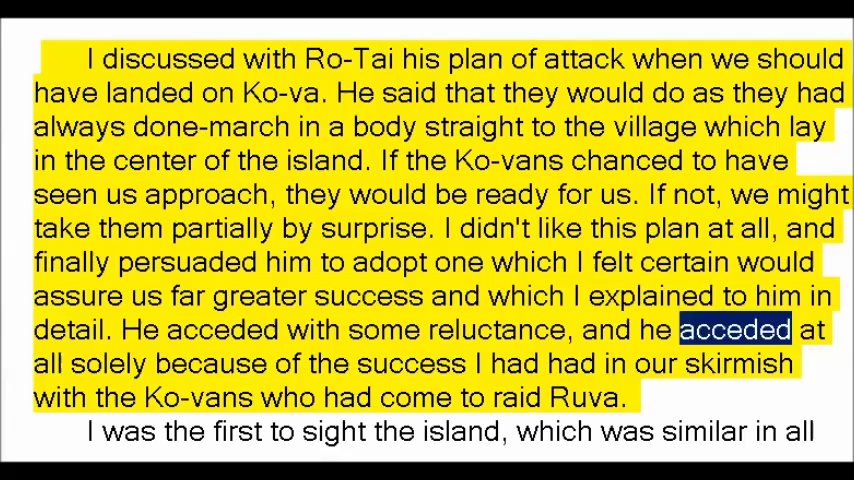 I discussed with Ro-Tai his plan of attack when we should
have landed on Ko-va. He said that they would do as they had
always done-march in a body straight to the village which lay
in the center of the island. If the Ko-vans chanced to have
seen us approach, they would be ready for us. If not, we might
take them partially by surprise. I didn't like this plan at all, and
finally persuaded him to adopt one which I felt certain would
assure us far greater success and which I explained to him in
detail. He acceded with some reluctance, and he acceded at
all solely because of the success I had had in our skirmish
with the Ko-vans who had come to raid Ruva.
I was the first to sight the island, which was similar in all